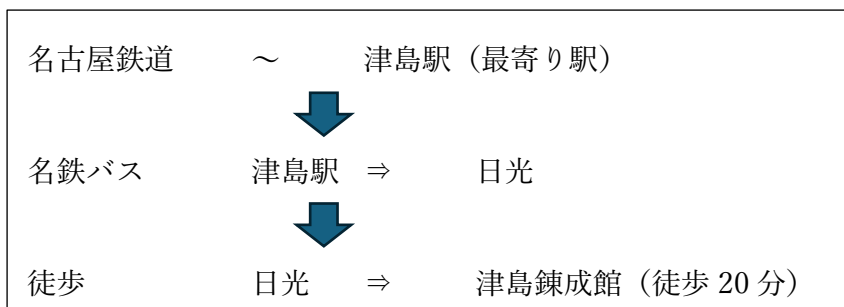 名古屋鉄道　～　津島駅（最寄り駅）
名鉄バス　津島駅　⇒　日光
徒歩　日光　⇒　津島錬成館（徒歩 20 分）